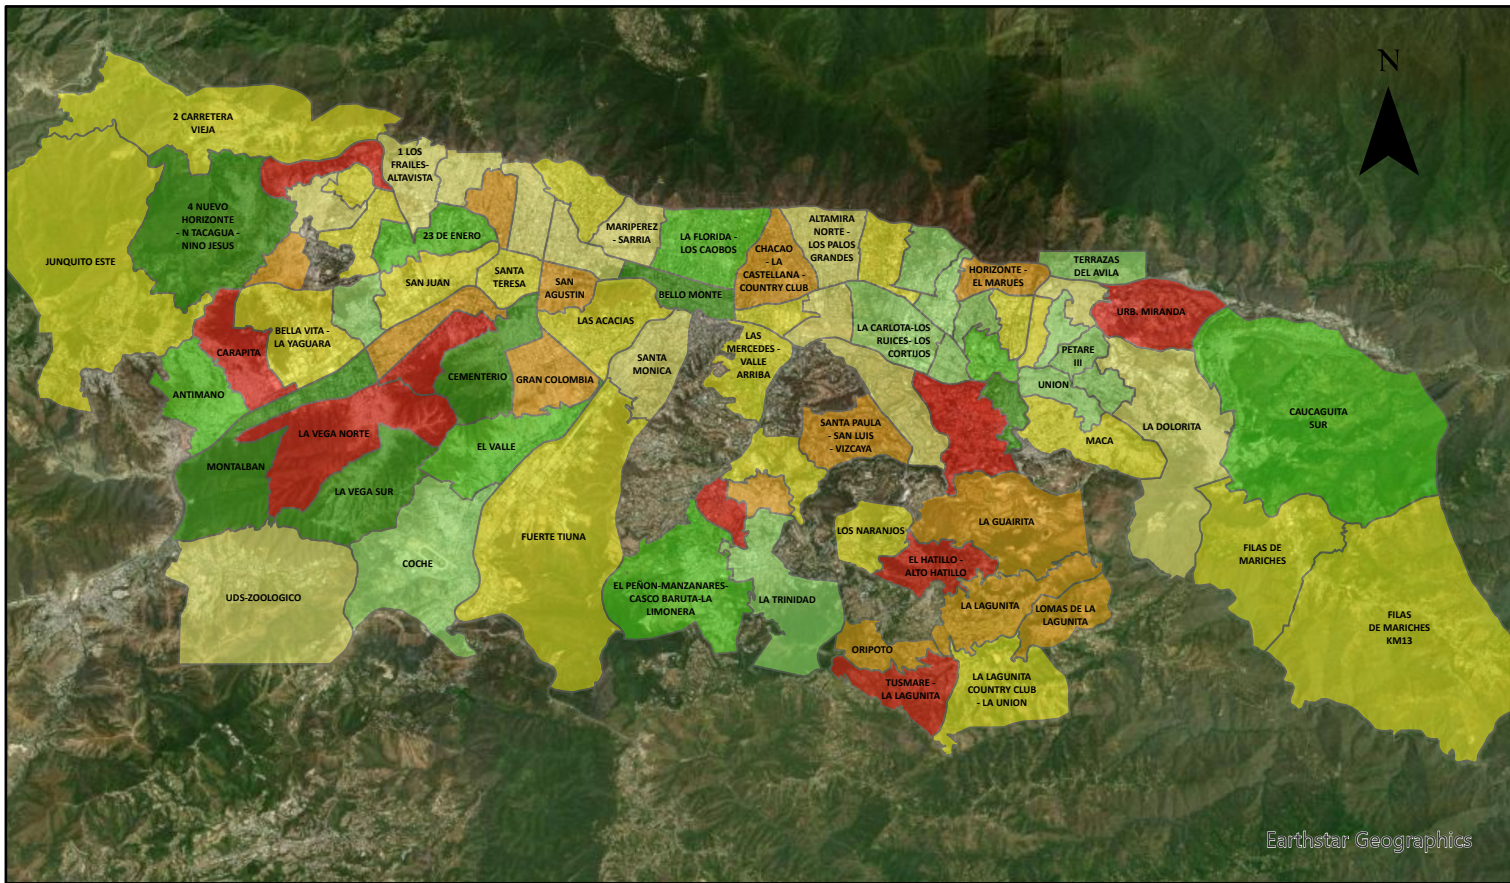 N
2 CARRETERA
VIEJA
1 LOS
FRAILES-
ALTAVISTA
4 NUEVO
HORIZONTE
- N TACAGUA -
NINO JESUS
JUNQUITO ESTE
23 DE ENERO
MARIPEREZ
- SARRIA
LA FLORIDA -
LOS CAOBOS
CHACAO
- LA
CASTELLANA -
COUNTRY CLUB
ALTAMIRA
NORTE -
LOS PALOS
GRANDES
HORIZONTE -
EL MARUES
TERRAZAS
DEL AVILA
SAN JUAN
SANTA
TERESA
SAN
AGUSTIN
BELLO MONTE
URB. MIRANDA
BELLA VITA -
LA YAGUARA
LAS ACACIAS
LAS
MERCEDES -
VALLE
ARRIBA
LA CARLOTA-LOS
RUICES- LOS
CORTIJOS
PETARE
III
CARAPITA
SANTA
MONICA
ANTIMANO
CEMENTERIO
GRAN COLOMBIA
UNION
CAUCAGUITA
SUR
LA VEGA NORTE
SANTA PAULA
- SAN LUIS
- VIZCAYA
LA DOLORITA
MACA
EL VALLE
MONTALBAN
LA VEGA SUR
FUERTE TIUNA
LOS NARANJOS
LA GUAIRITA
FILAS DE
MARICHES
COCHE
EL HATILLO -
ALTO HATILLO
UDS-ZOOLOGICO
EL PEÑON-MANZANARES-
CASCO BARUTA-LA
LIMONERA
LA TRINIDAD
LA LAGUNITA
LOMAS DE LA
LAGUNITA
FILAS
DE MARICHES
KM13
ORIPOTO
TUSMARE -
LA LAGUNITA
LA LAGUNITA
COUNTRY CLUB
- LA UNION
Earthstar Geographics